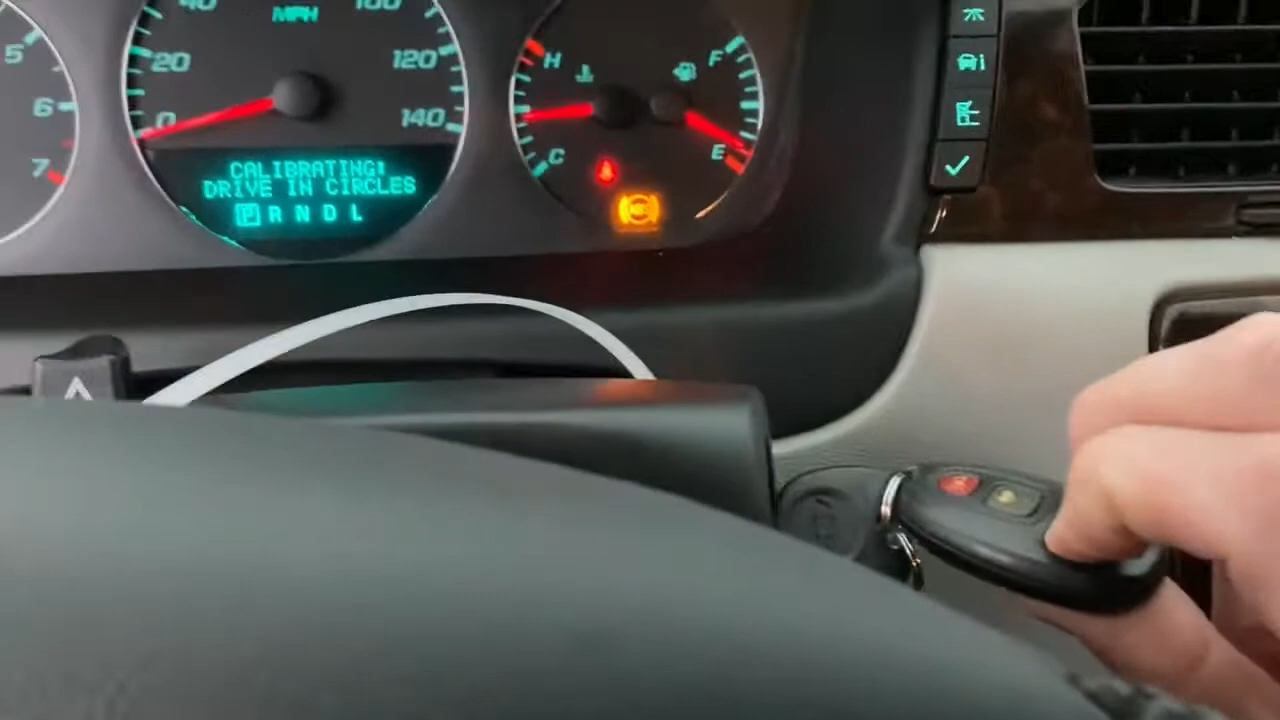 40 MPH 100
5
20 120
6
0 140
7
CALIBRATING:
DRIVE IN CIRCLES
P R N D L
H F
C E